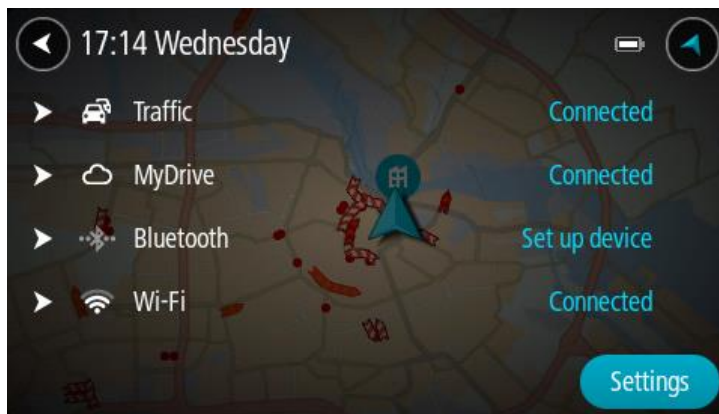 17:14 Wednesday
Traffic Connected
MyDrive Connected
Bluetooth Set up device
Wi-Fi Connected
Settings